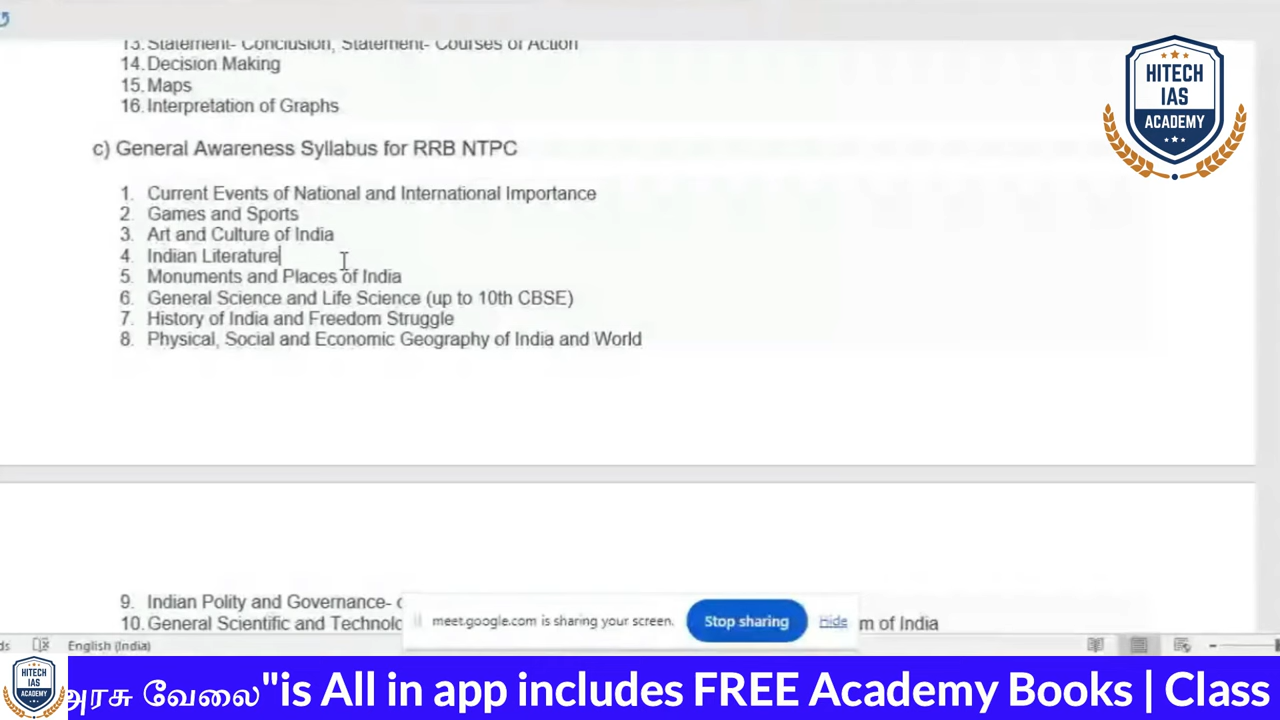 13. Statement- Conclusion, Statement- Courses of Action
14. Decision Making
15. Maps
16. Interpretation of Graphs
HITECH
IAS
ACADEMY
c) General Awareness Syllabus for RRB NTPC
1. Current Events of National and International Importance
2. Games and Sports
3. Art and Culture of India
4. Indian Literature
5. Monuments and Places of India
6. General Science and Life Science (up to 10th CBSE)
7. History of India and Freedom Struggle
8. Physical, Social and Economic Geography of India and World
9. Indian Polity and Governance-
10. General Scientific and of India
meet.google.com is sharing your screen. Stop sharing Hide
English (India)
HITECH
IAS
ACADEMY
அரசு வேலை"is All in app includes FREE Academy Books | Class